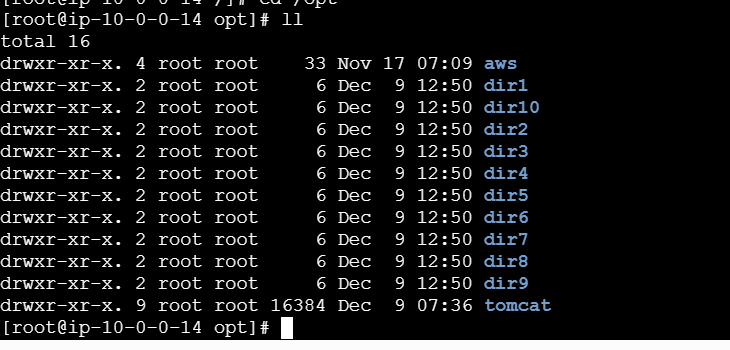 [root@ip-10-0-0-14 /]# cd /opt
[root@ip-10-0-0-14 opt]# ll
total 16
drwxr-xr-x. 4 root root    33 Nov 17 07:09 aws
drwxr-xr-x. 2 root root     6 Dec  9 12:50 dir1
drwxr-xr-x. 2 root root     6 Dec  9 12:50 dir10
drwxr-xr-x. 2 root root     6 Dec  9 12:50 dir2
drwxr-xr-x. 2 root root     6 Dec  9 12:50 dir3
drwxr-xr-x. 2 root root     6 Dec  9 12:50 dir4
drwxr-xr-x. 2 root root     6 Dec  9 12:50 dir5
drwxr-xr-x. 2 root root     6 Dec  9 12:50 dir6
drwxr-xr-x. 2 root root     6 Dec  9 12:50 dir7
drwxr-xr-x. 2 root root     6 Dec  9 12:50 dir8
drwxr-xr-x. 2 root root     6 Dec  9 12:50 dir9
drwxr-xr-x. 9 root root 16384 Dec  9 07:36 tomcat
[root@ip-10-0-0-14 opt]#